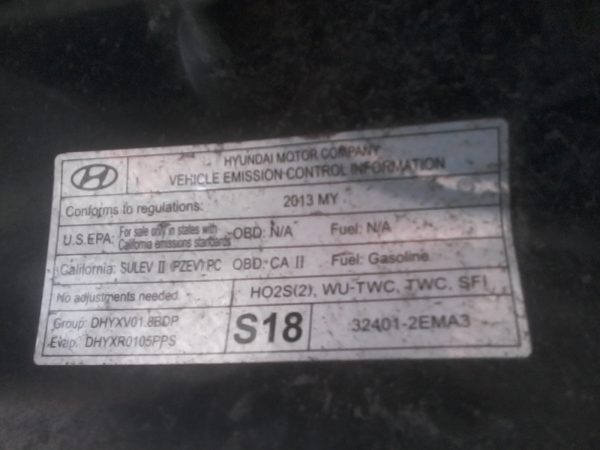 HYUNDAI MOTOR COMPANY
VEHICLE EMISSION CONTROL INFORMATION
Conforms to regulations: 2013 MY
U.S.EPA: For sale only in states with California emissions standards OBD: N/A Fuel: N/A
California: SULEV II (PZEV) PC OBD: CA II Fuel: Gasoline
No adjustments needed. HO2S(2), WU-TWC, TWC, SFI
Group: DHYXV01.8BDP
Evap: DHYXR0105PPS
S18
32401-2EMA3